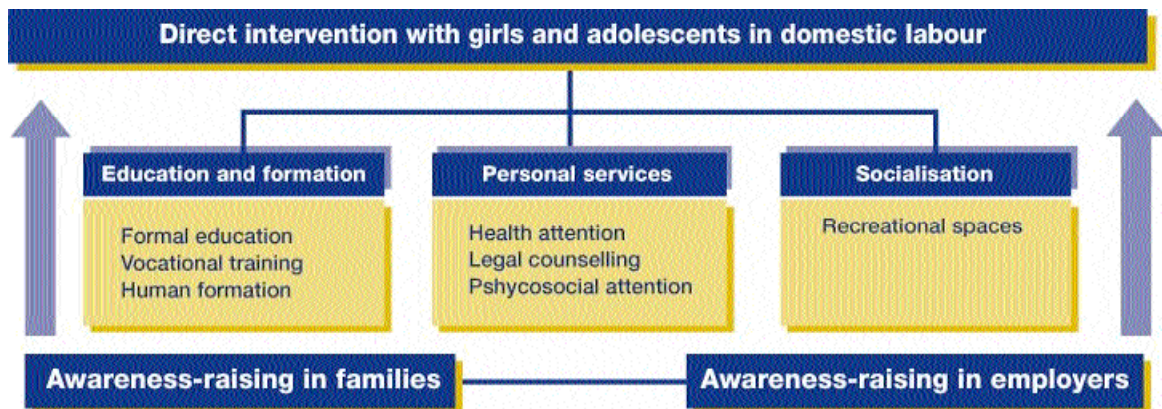 Direct intervention with girls and adolescents in domestic labour
Education and formation
Formal education
Vocational training
Human formation
Personal services
Health attention
Legal counselling
Pshycosocial attention
Socialisation
Recreational spaces
Awareness-raising in families
Awareness-raising in employers